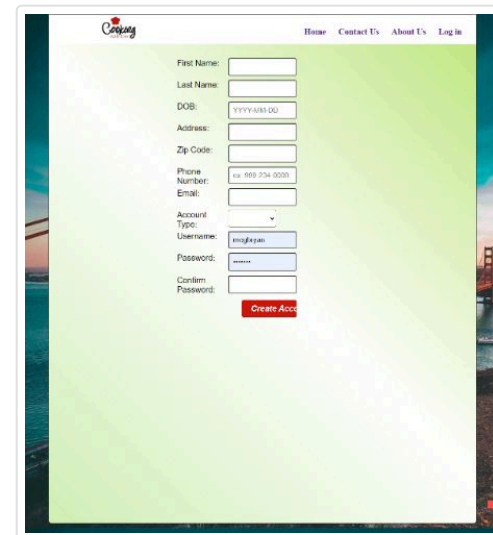 Cooking
Home Contact Us About Us Log in
First Name:
Last Name:
DOB: YYYY-MM-DD
Address:
Zip Code:
Phone
Number:
ex. 999-234-0000
Email:
Account
Type:
Username:
Password: •••••••
Confirm
Password:
Create Acco